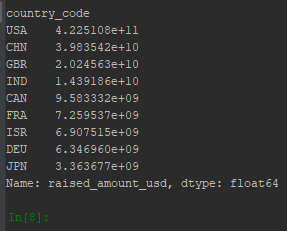 country_code
USA    4.225108e+11
CHN    3.983542e+10
GBR    2.024563e+10
IND    1.439186e+10
CAN    9.583332e+09
FRA    7.259537e+09
ISR    6.907515e+09
DEU    6.346960e+09
JPN    3.363677e+09
Name: raised_amount_usd, dtype: float64
In[8]: